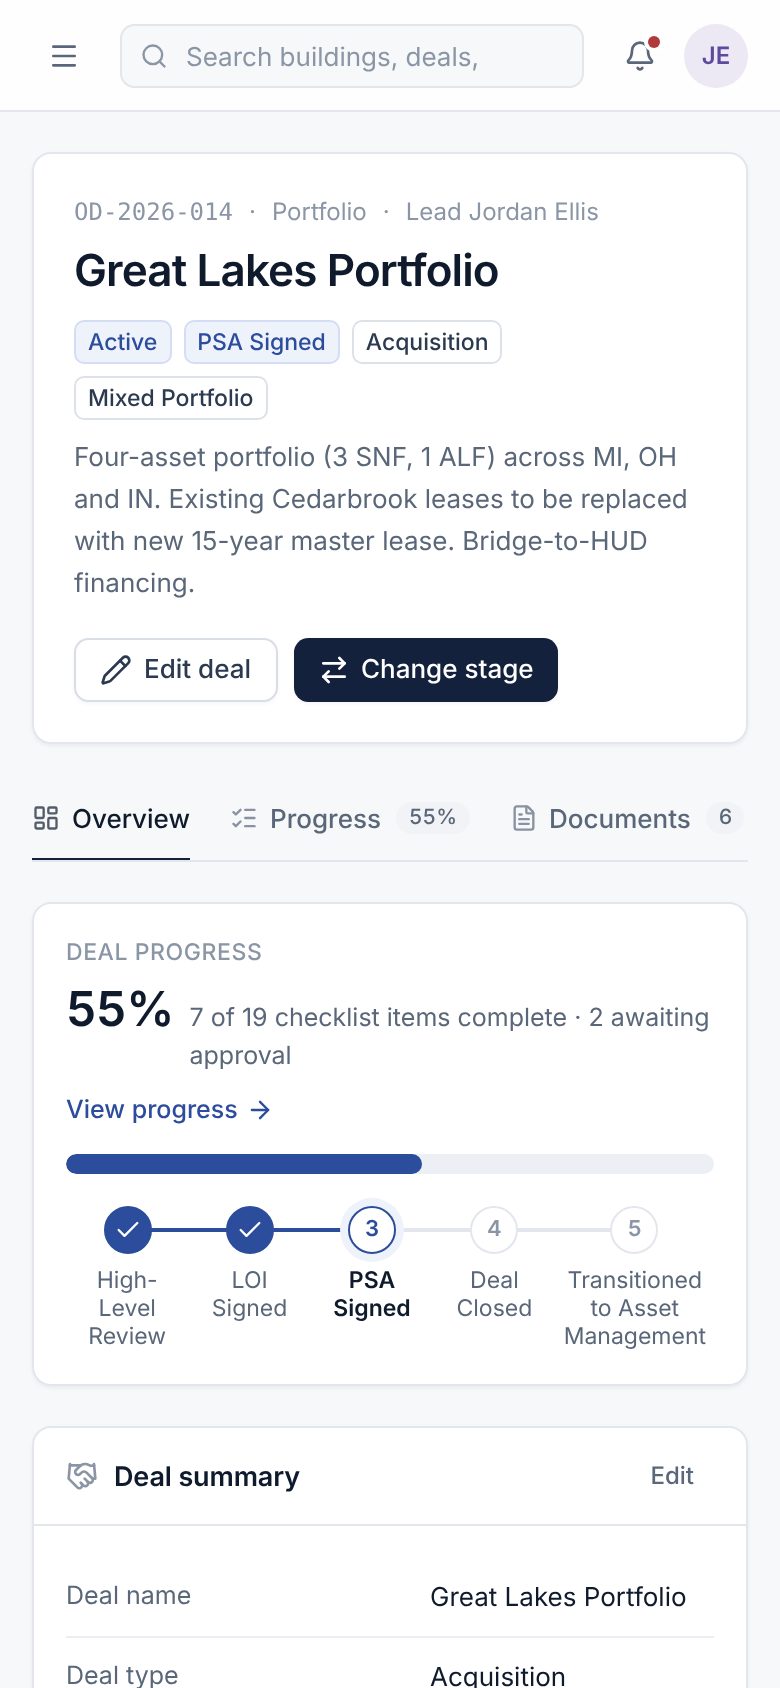 Search buildings, deals,
JE
OD-2026-014 · Portfolio · Lead Jordan Ellis
Great Lakes Portfolio
Active PSA Signed Acquisition
Mixed Portfolio
Four-asset portfolio (3 SNF, 1 ALF) across MI, OH
and IN. Existing Cedarbrook leases to be replaced
with new 15-year master lease. Bridge-to-HUD
financing.
Edit deal Change stage
Overview Progress 55% Documents 6
DEAL PROGRESS
55% 7 of 19 checklist items complete · 2 awaiting
approval
View progress →
3 4 5
High-Level Review
LOI Signed
PSA Signed
Deal Closed
Transitioned to Asset Management
Deal summary Edit
Deal name Great Lakes Portfolio
Deal type Acquisition